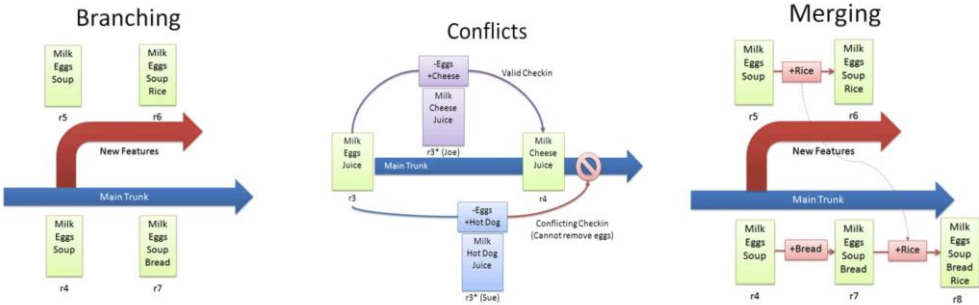 Branching
Milk
Eggs
Soup
r5
Milk
Eggs
Soup
Rice
r6
New Features
Main Trunk
Milk
Eggs
Soup
r4
Milk
Eggs
Soup
Bread
r7
Conflicts
-Eggs
+Cheese
Valid Checkin
Milk
Cheese
Juice
r3* (Joe)
Milk
Eggs
Juice
r3
Main Trunk
Milk
Cheese
Juice
r4
-Eggs
+Hot Dog
Conflicting Checkin
(Cannot remove eggs)
Milk
Hot Dog
Juice
r3* (Sue)
Merging
Milk
Eggs
Soup
r5
+Rice
Milk
Eggs
Soup
Rice
r6
New Features
Main Trunk
Milk
Eggs
Soup
r4
+Bread
Milk
Eggs
Soup
Bread
r7
+Rice
Milk
Eggs
Soup
Bread
Rice
r8